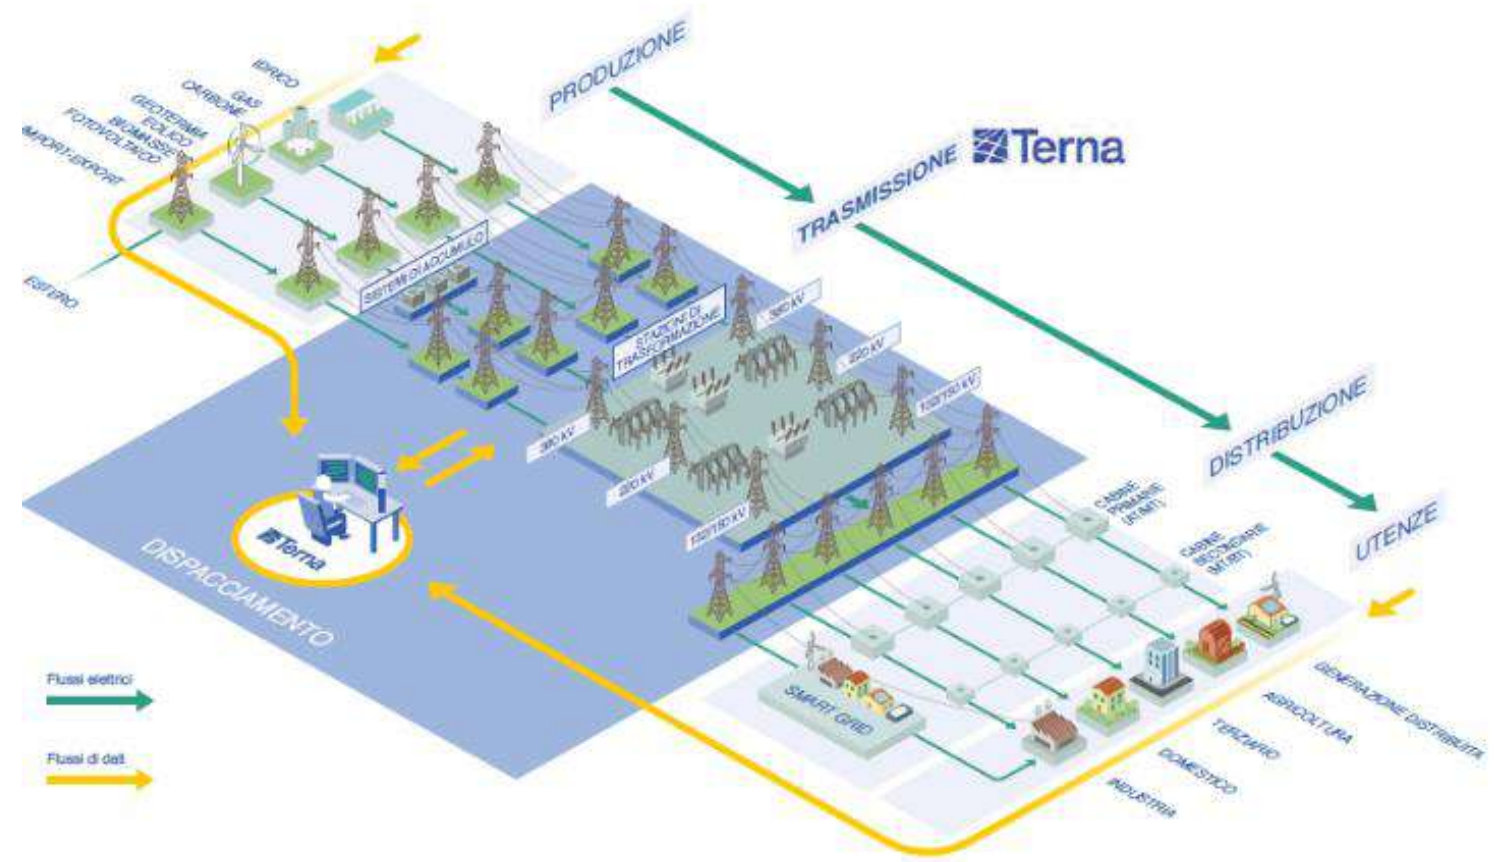 PRODUZIONE
TRASMISSIONE
Terna
DISTRIBUZIONE
UTENZE
IDRICO
GAS
CARBONE
GEOTERMIA
EOLICO
BIOMASSE
FOTOVOLTAICO
IMPORT-EXPORT
ESTERO
SISTEMI DI ACCUMULO
STAZIONI DI
TRASFORMAZIONE
380 kV
220 kV
132/150 kV
380 kV
220 kV
132/150 kV
CABINE
PRIMARIE
(AT/MT)
CABINE
SECONDARIE
(MT/BT)
Terna
DISPACCIAMENTO
SMART GRID
GENERAZIONE DISTRIBUITA
AGRICOLTURA
TERZIARIO
DOMESTICO
INDUSTRIA
Flussi elettrici
Flussi di dati